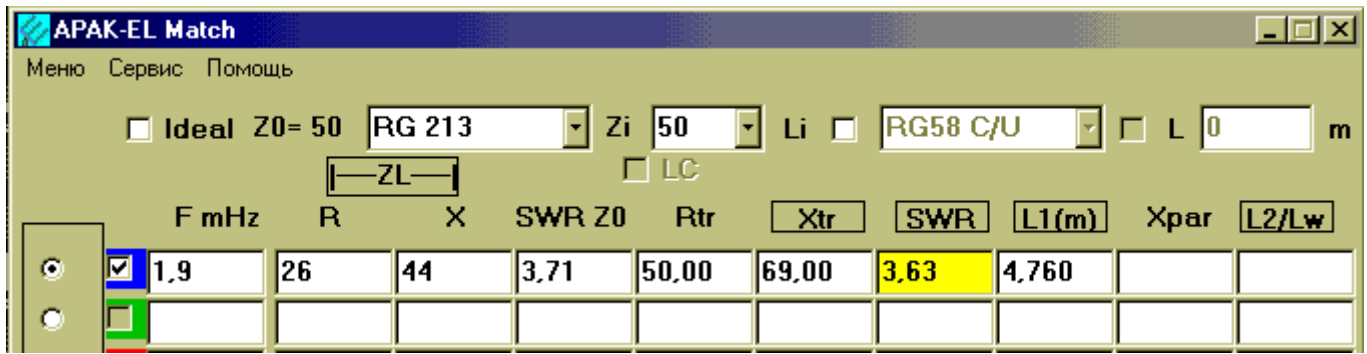 APAK-EL Match
Меню Сервис Помощь
Ideal Z0= 50 RG 213 Zi 50 Li RG58 C/U L 0 m
ZL LC
F mHz R X SWR Z0 Rtr Xtr SWR L1(m) Xpar L2/Lw
1,9 26 44 3,71 50,00 69,00 3,63 4,760